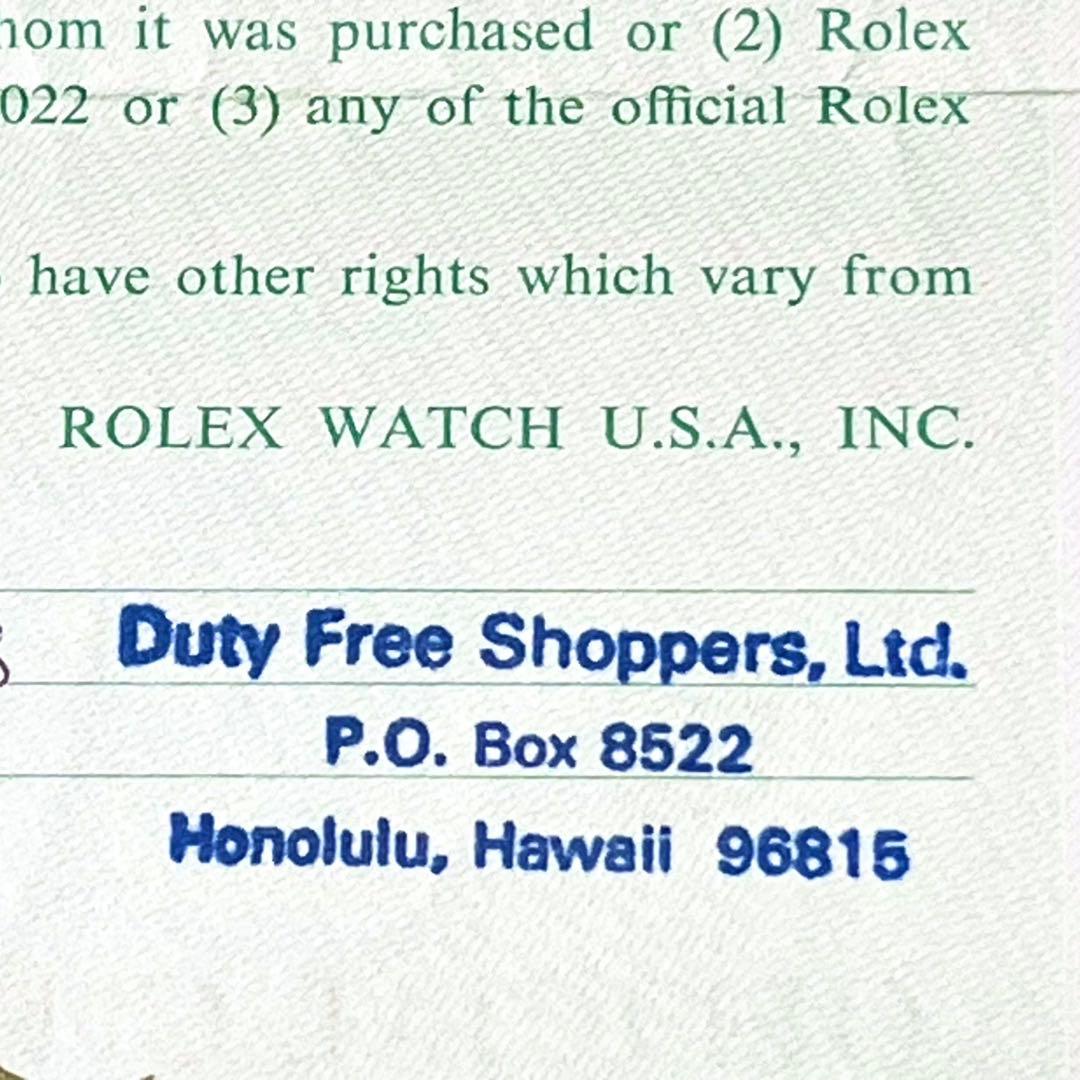 it was purchased or (2) Rolex
022 or (3) any of the official Rolex
have other rights which vary from
ROLEX WATCH U.S.A., INC.
Duty Free Shoppers, Ltd.
P.O. Box 8522
Honolulu, Hawaii 96815